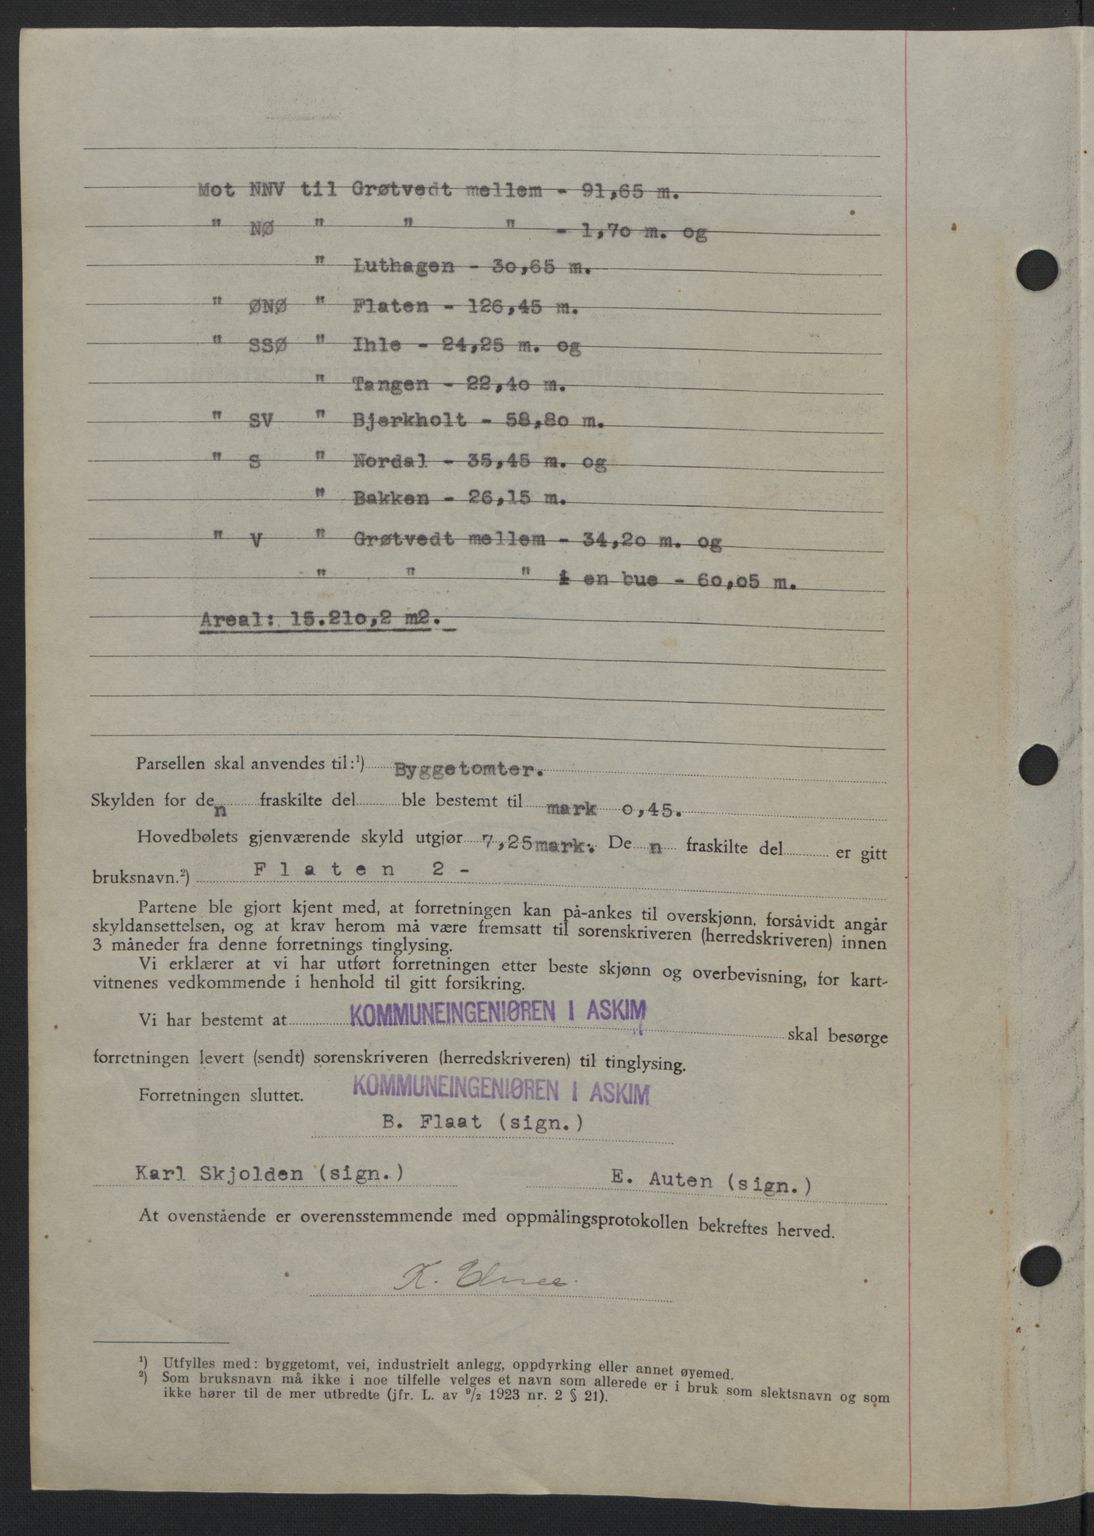 Mot NNV til Grøtvedt mellem - 91,65 m.
" NØ " " " - 1,70 m. og
" Luthagen - 30,65 m.
" ØNØ " Flaten - 126,45 m.
" SSØ " Ihle - 24,25 m. og
" Tangen - 22,40 m.
" SV " Bjerkholt - 58,80 m.
" S " Nordal - 35,45 m. og
" Bakken - 26,15 m.
" V " Grøtvedt mellem - 34,20 m. og
" " " i en bue - 60,05 m.
Areal: 15.210,2 m2.
Parsellen skal anvendes til:¹) Byggetomter.
Skylden for den fraskilte del ble bestemt til mark 0,45.
Hovedbølets gjenværende skyld utgjør 7,25 mark. Den fraskilte del er gitt
bruksnavn.²) Flaten 2 -
Partene ble gjort kjent med, at forretningen kan på-ankes til overskjønn, forsåvidt angår
skyldansettelsen, og at krav herom må være fremsatt til sorenskriveren (herredskriveren) innen
3 måneder fra denne forretnings tinglysing.
Vi erklærer at vi har utført forretningen etter beste skjønn og overbevisning, for kart-
vitnenes vedkommende i henhold til gitt forsikring.
Vi har bestemt at KOMMUNEINGENIØREN I ASKIM skal besørge
forretningen levert (sendt) sorenskriveren (herredskriveren) til tinglysing.
Forretningen sluttet. KOMMUNEINGENIØREN I ASKIM
B. Flaat (sign.)
Karl Skjolden (sign.) E. Auten (sign.)
At ovenstående er overensstemmende med oppmålingsprotokollen bekreftes herved.
K.
¹) Utfylles med: byggetomt, vei, industrielt anlegg, oppdyrking eller annet øyemed.
²) Som bruksnavn må ikke i noe tilfelle velges et navn som allerede er i bruk som slektsnavn og som
ikke hører til de mer utbredte (jfr. L. av 9/2 1923 nr. 2 § 21).